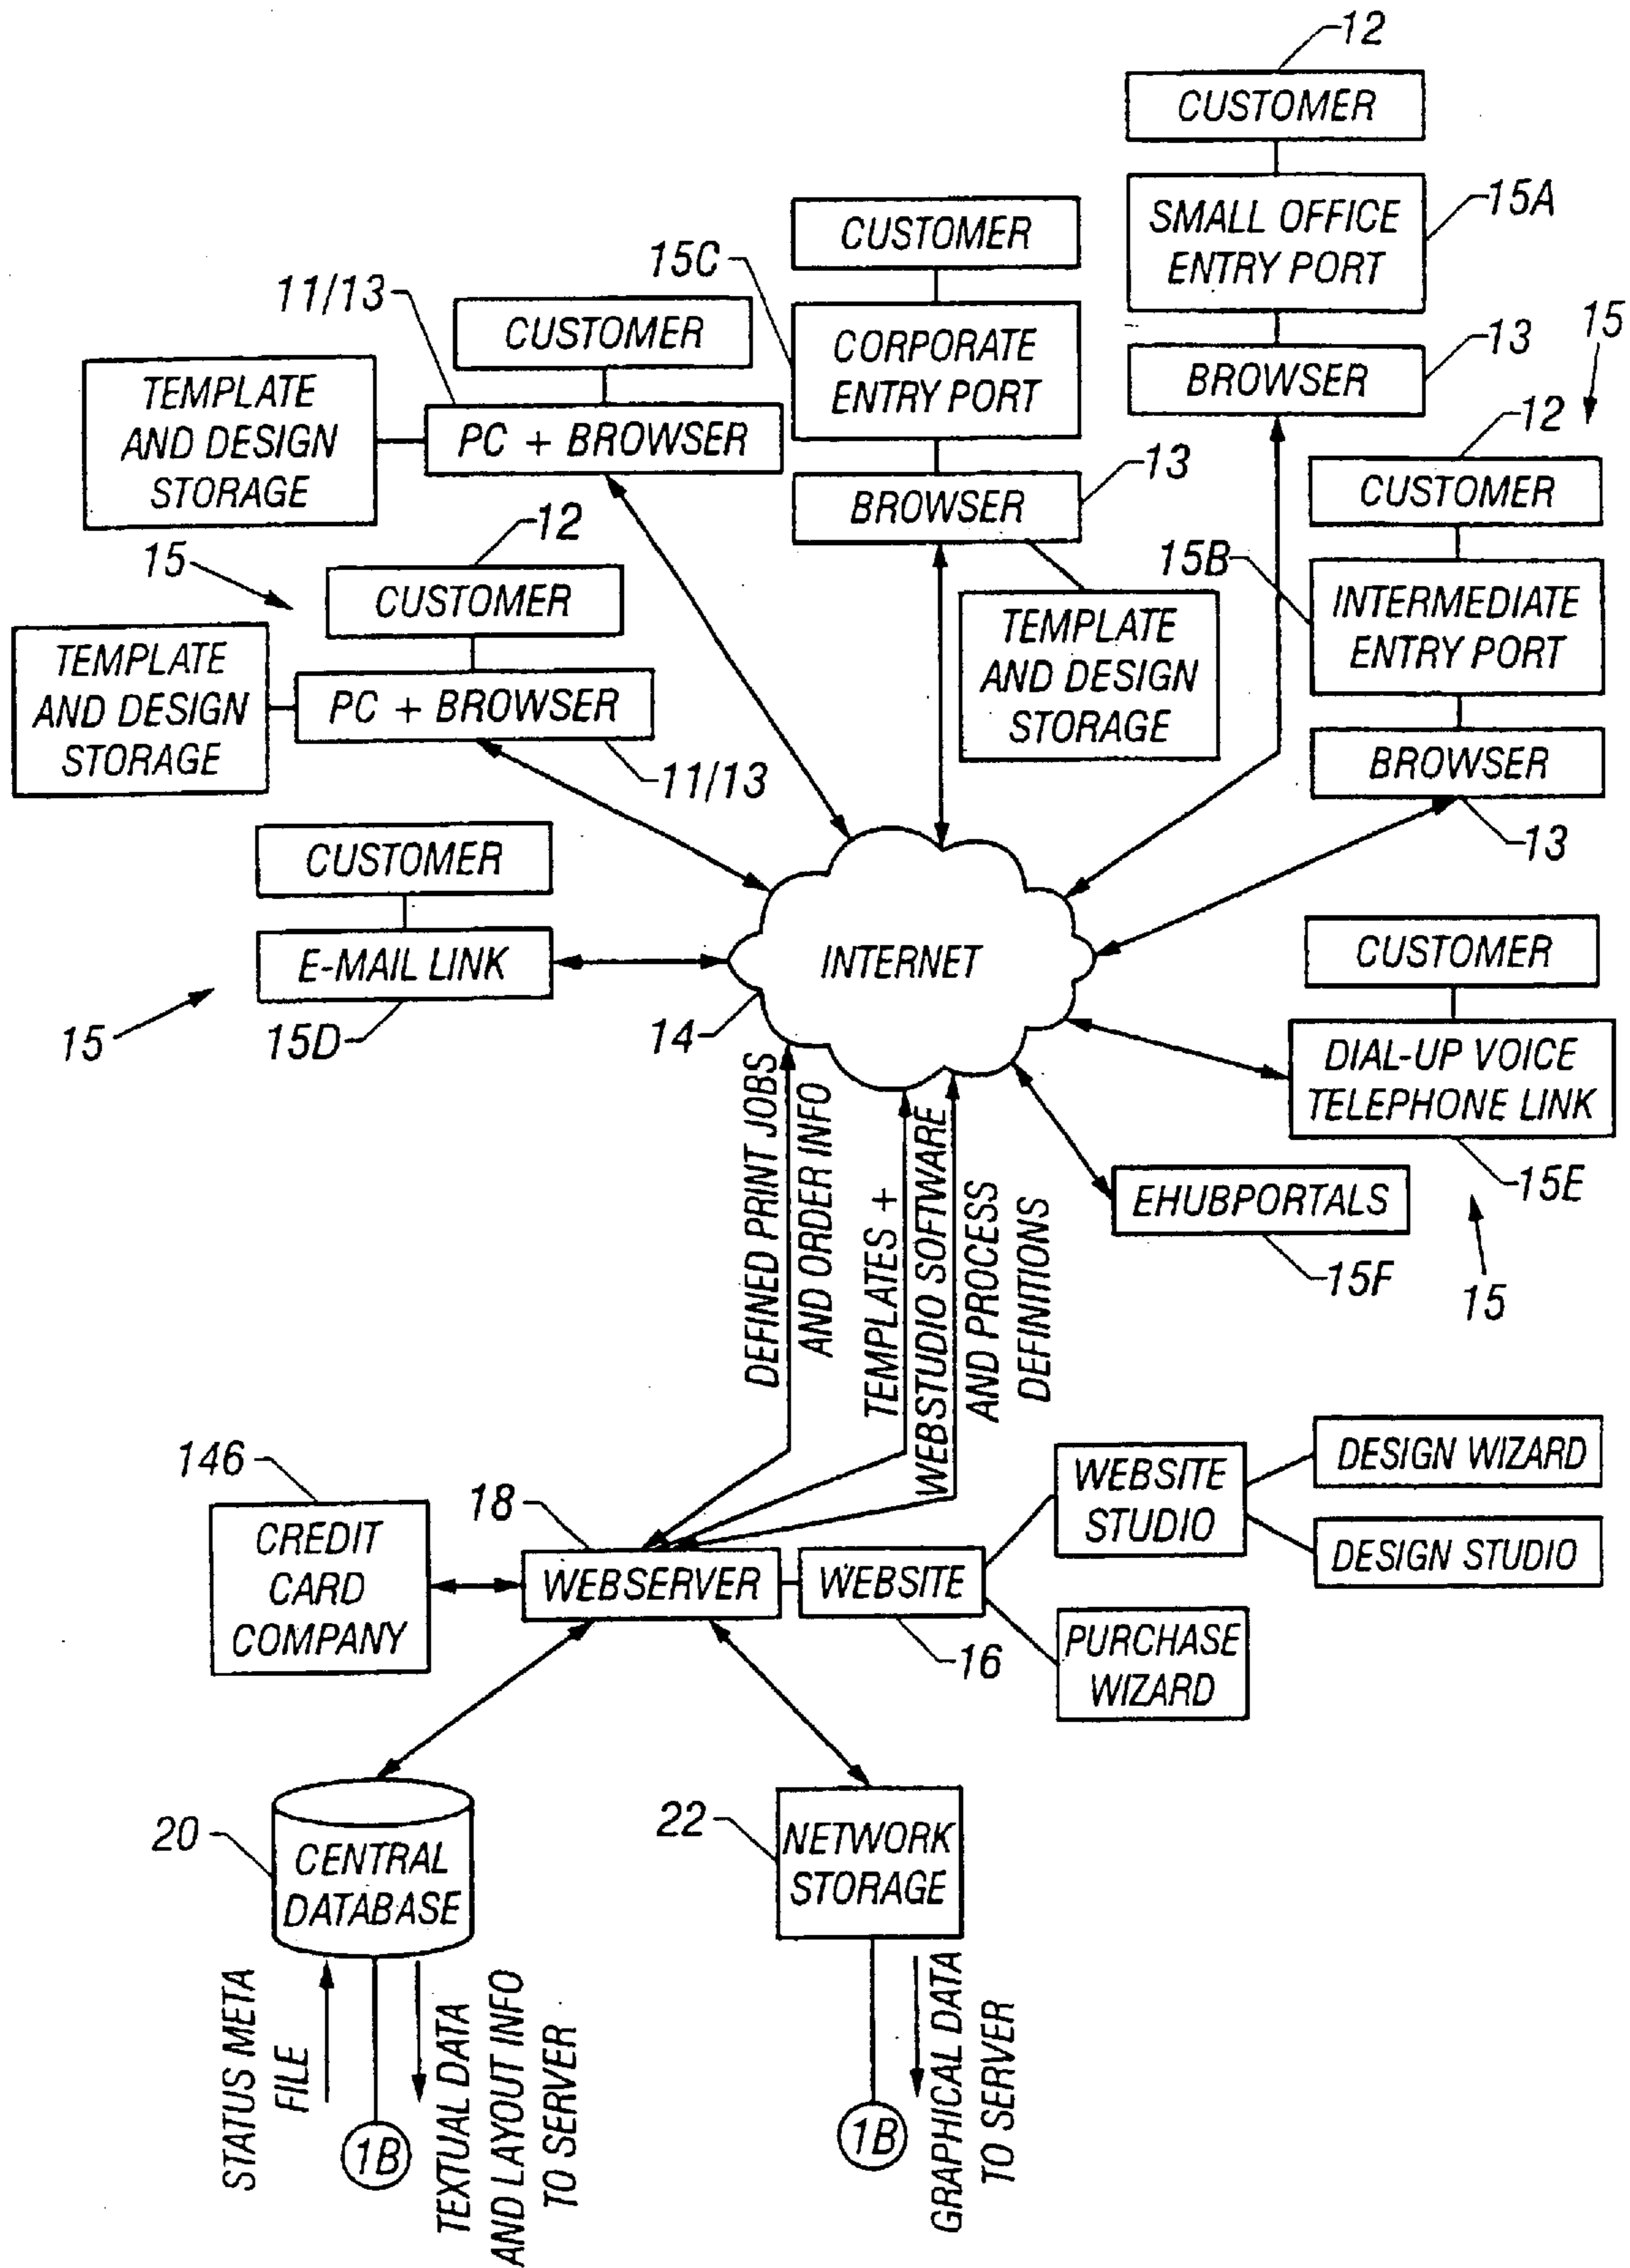 12
CUSTOMER
SMALL OFFICE
ENTRY PORT
15A
BROWSER
13
15
CUSTOMER
15C
CORPORATE
ENTRY PORT
BROWSER
13
TEMPLATE
AND DESIGN
STORAGE
11/13
CUSTOMER
TEMPLATE
AND DESIGN
STORAGE
PC + BROWSER
12
CUSTOMER
15B
INTERMEDIATE
ENTRY PORT
BROWSER
13
15
12
CUSTOMER
TEMPLATE
AND DESIGN
STORAGE
PC + BROWSER
11/13
CUSTOMER
E-MAIL LINK
15D
15
INTERNET
14
CUSTOMER
DIAL-UP VOICE
TELEPHONE LINK
15E
15
EHUBPORTALS
15F
DEFINED PRINT JOBS
AND ORDER INFO
TEMPLATES +
WEBSTUDIO SOFTWARE
AND PROCESS
DEFINITIONS
146
CREDIT
CARD
COMPANY
18
WEBSERVER
WEBSITE
16
WEBSITE
STUDIO
DESIGN WIZARD
DESIGN STUDIO
PURCHASE
WIZARD
20
CENTRAL
DATABASE
22
NETWORK
STORAGE
STATUS META
FILE
1B
TEXTUAL DATA
AND LAYOUT INFO
TO SERVER
1B
GRAPHICAL DATA
TO SERVER